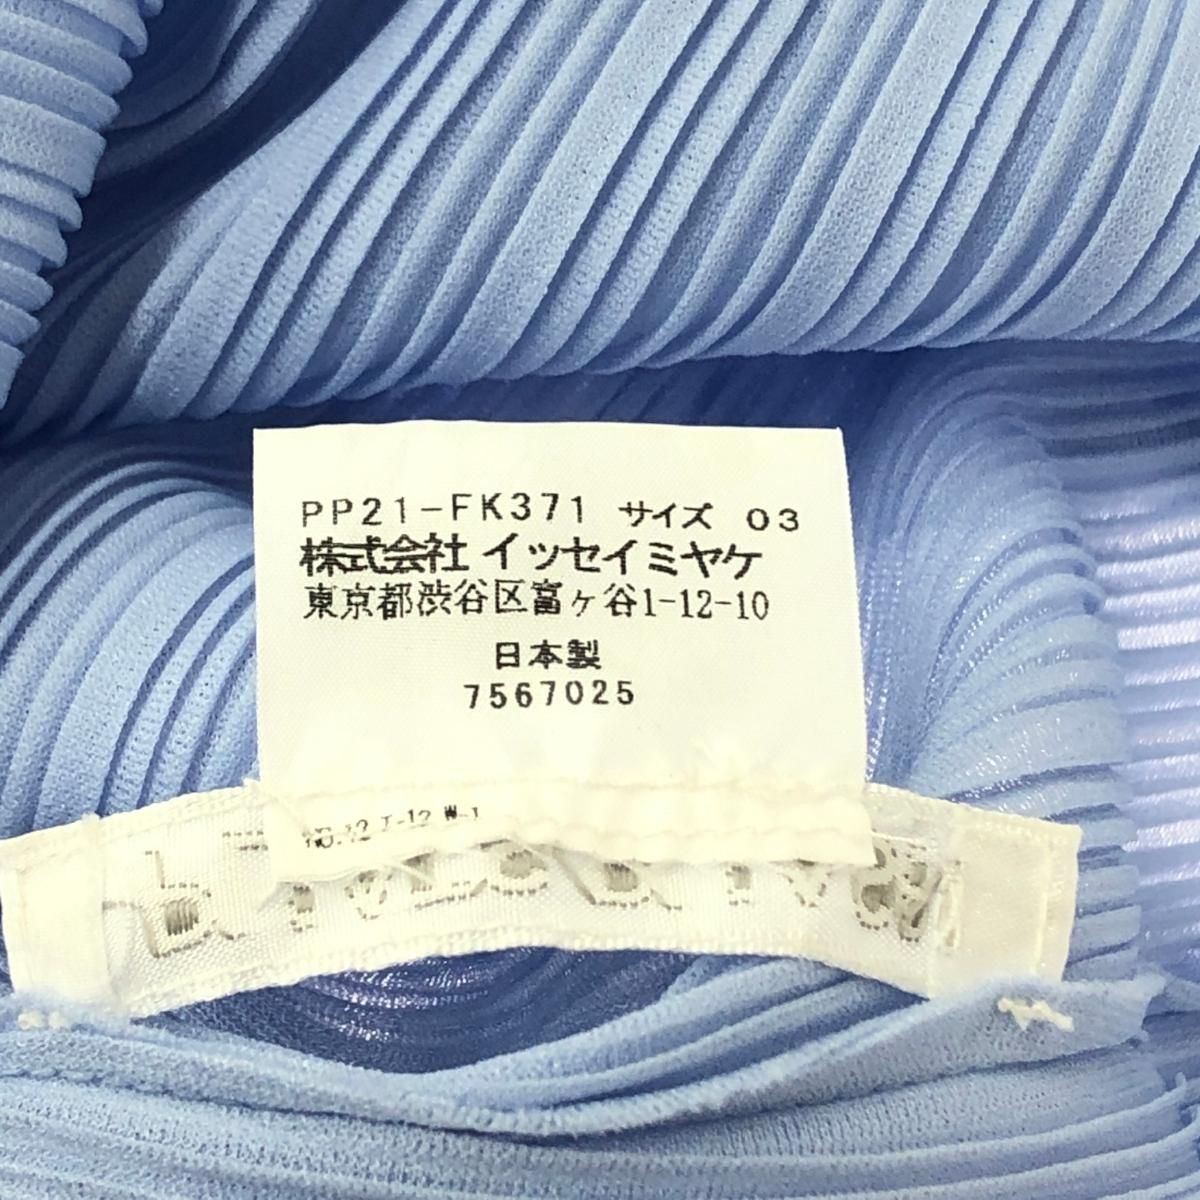 PP21-FK371 サイズ 03
株式会社 イッセイミヤケ
東京都渋谷区富ヶ谷1-12-10
日本製
7567025